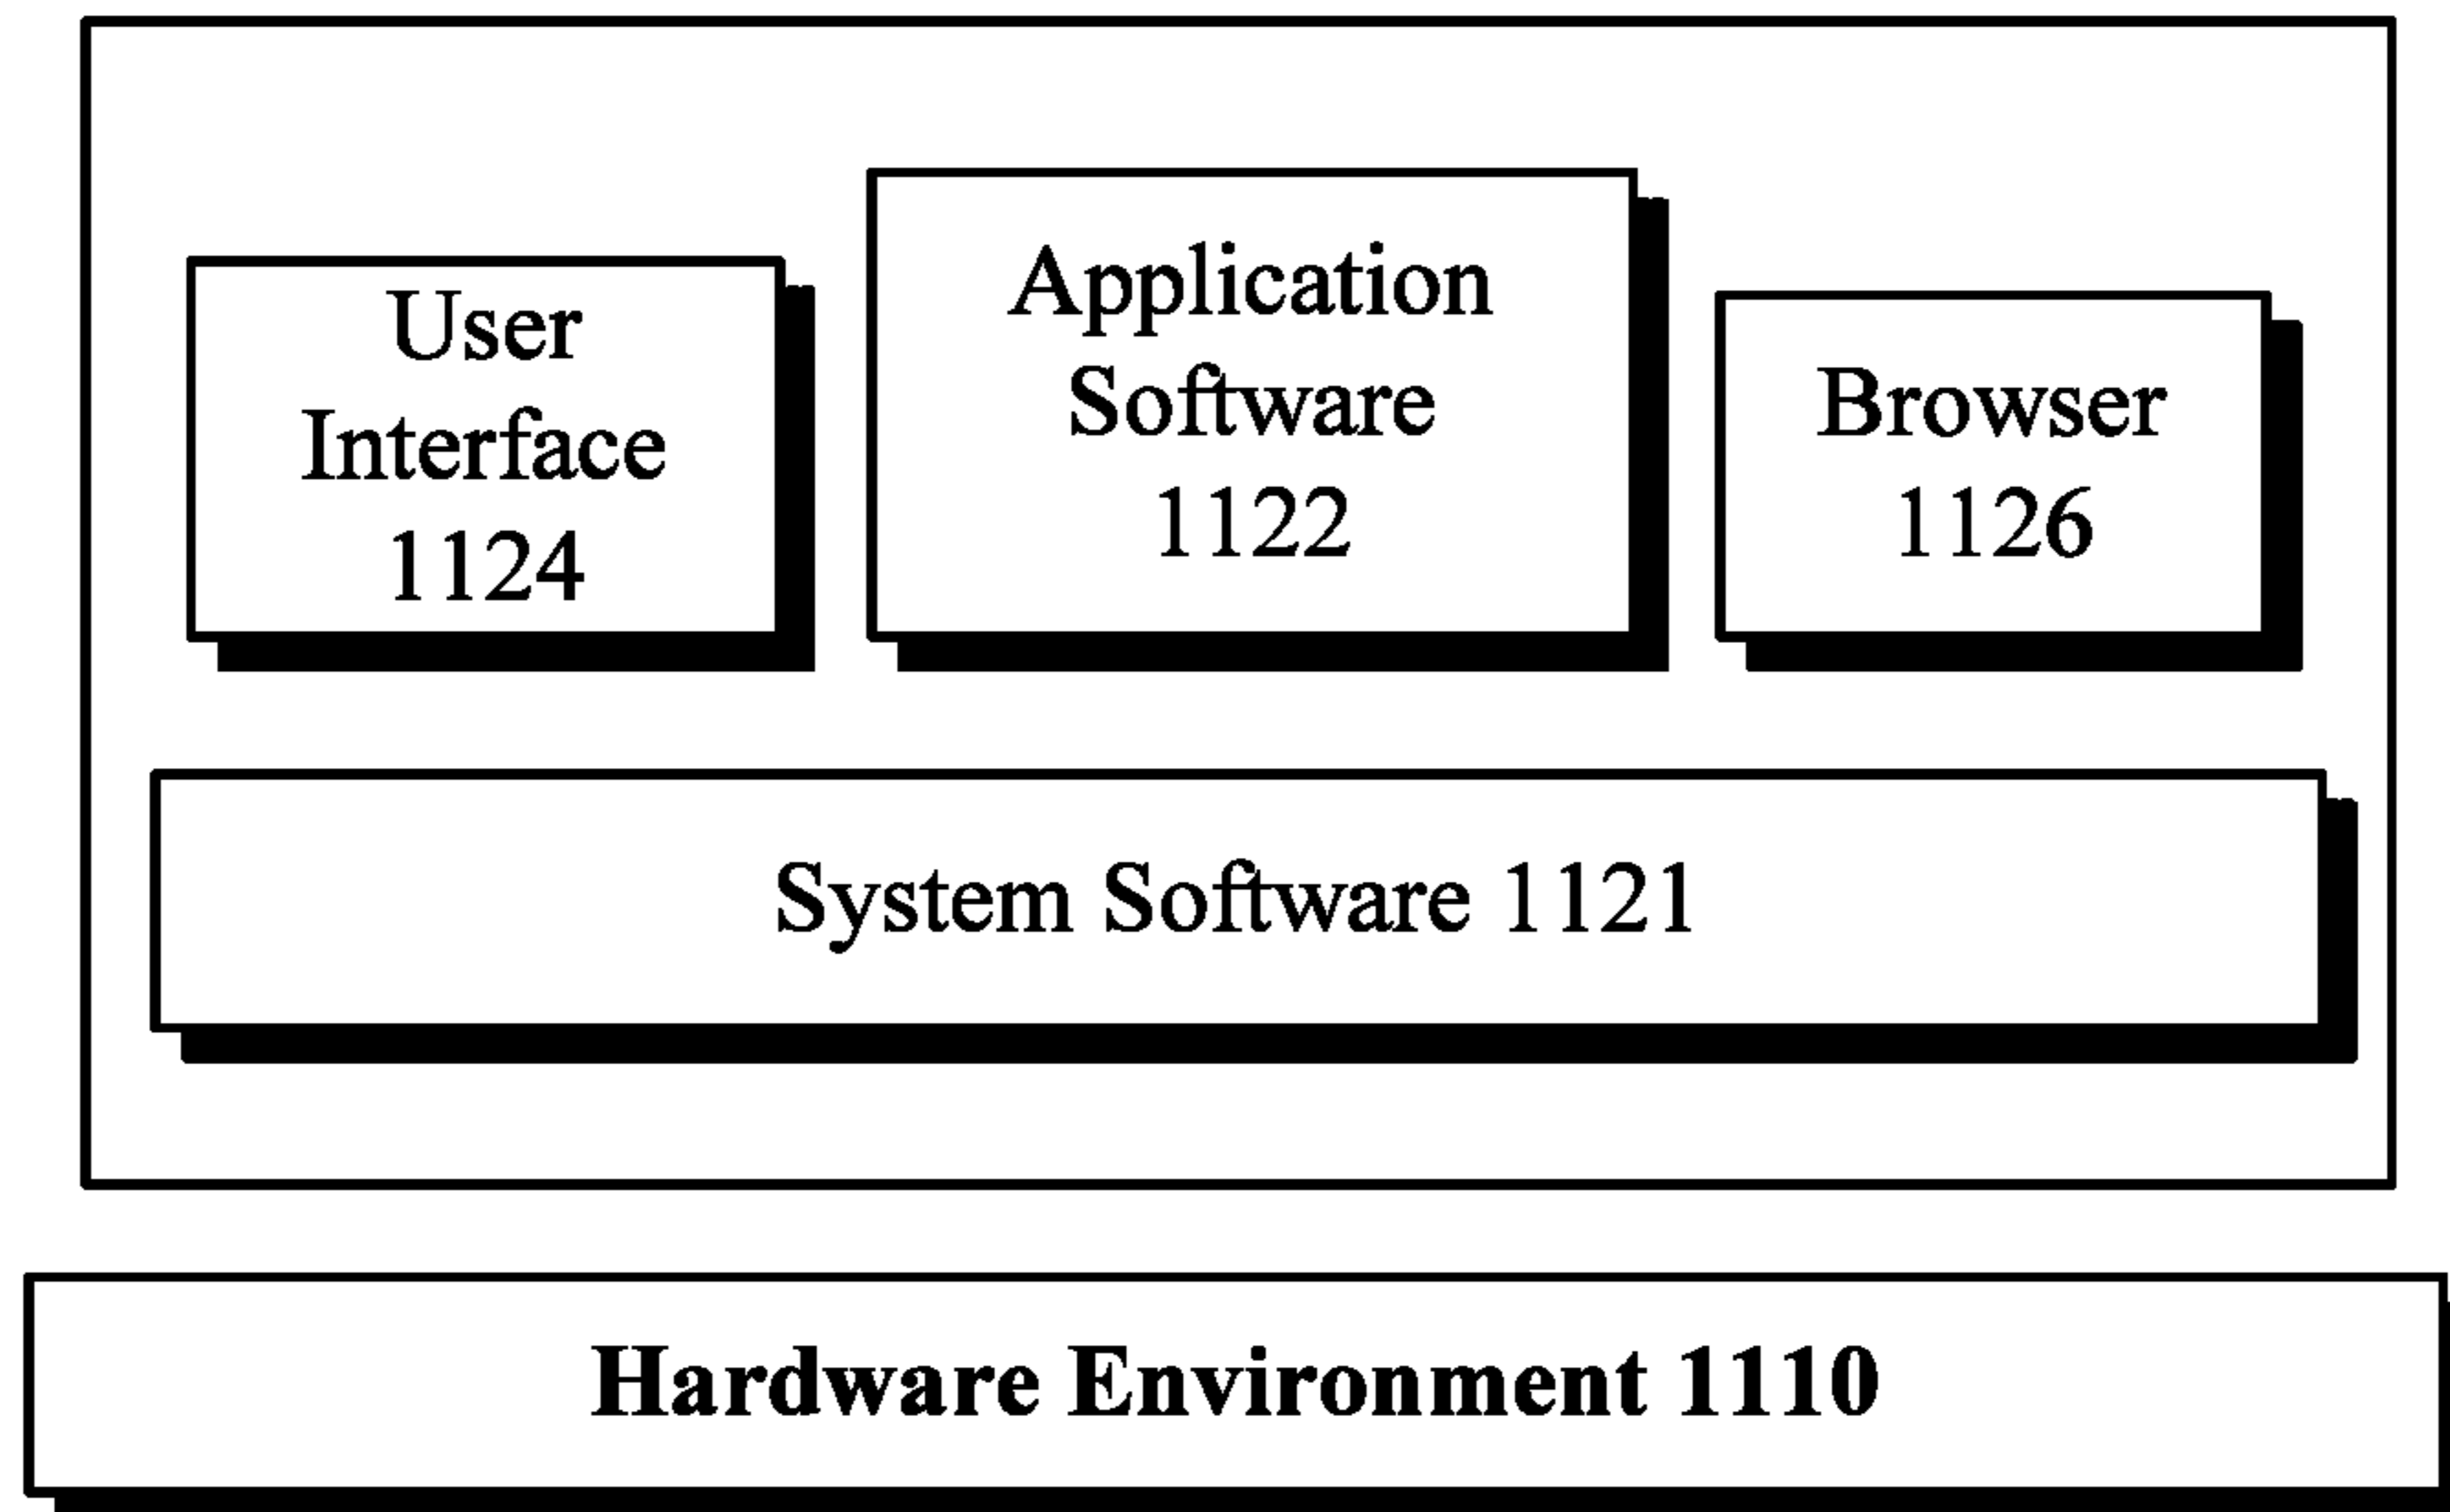 User
Interface
1124
Application
Software
1122
Browser
1126
System Software 1121
Hardware Environment 1110